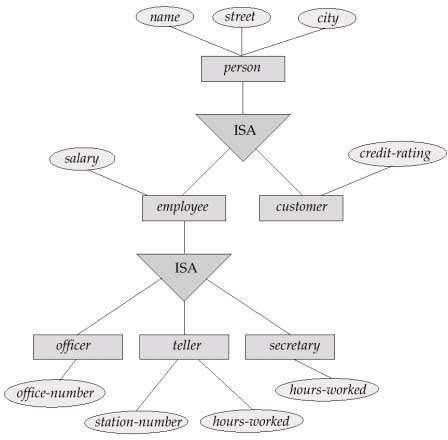 name street city
person
ISA
salary credit-rating
employee customer
ISA
officer teller secretary
office-number hours-worked
station-number hours-worked